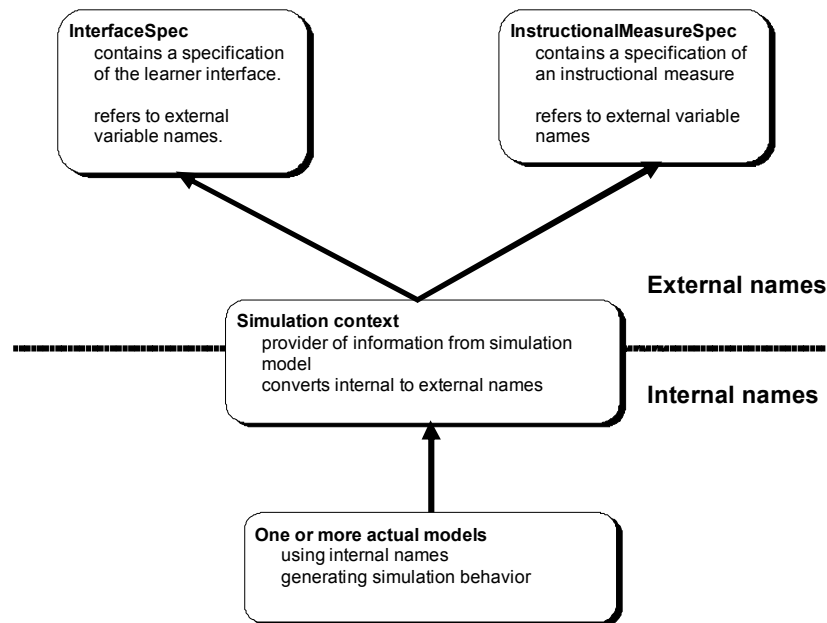 InterfaceSpec
contains a specification
of the learner interface.
refers to external
variable names.
InstructionalMeasureSpec
contains a specification of
an instructional measure
refers to external variable
names
External names
Simulation context
provider of information from simulation
model
converts internal to external names
Internal names
One or more actual models
using internal names
generating simulation behavior